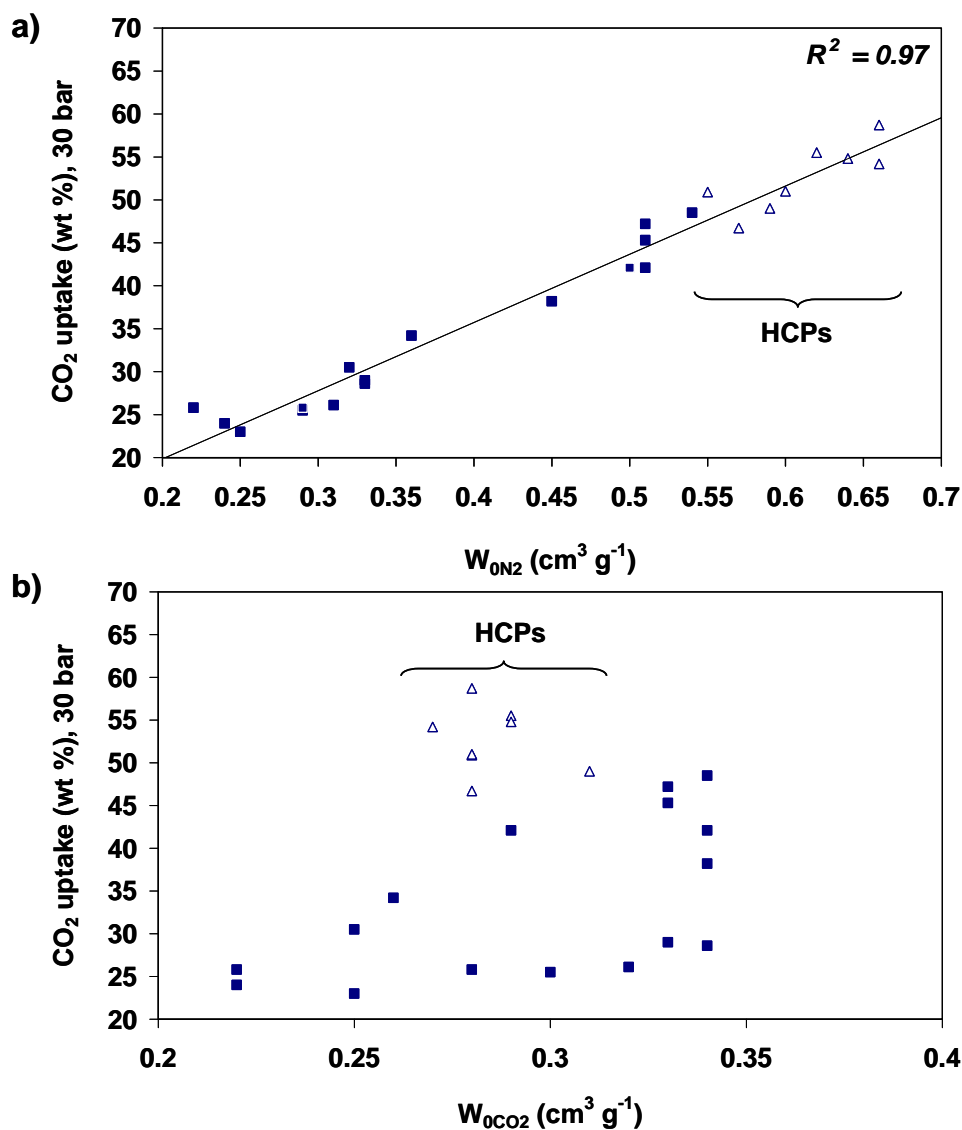 a)
R² = 0.97
CO₂ uptake (wt %), 30 bar
70
65
60
55
50
45
40
35
30
25
20
HCPs
0.2 0.25 0.3 0.35 0.4 0.45 0.5 0.55 0.6 0.65 0.7
W₀N₂ (cm³ g⁻¹)
b)
CO₂ uptake (wt %), 30 bar
70
65
60
55
50
45
40
35
30
25
20
HCPs
0.2 0.25 0.3 0.35 0.4
W₀CO₂ (cm³ g⁻¹)